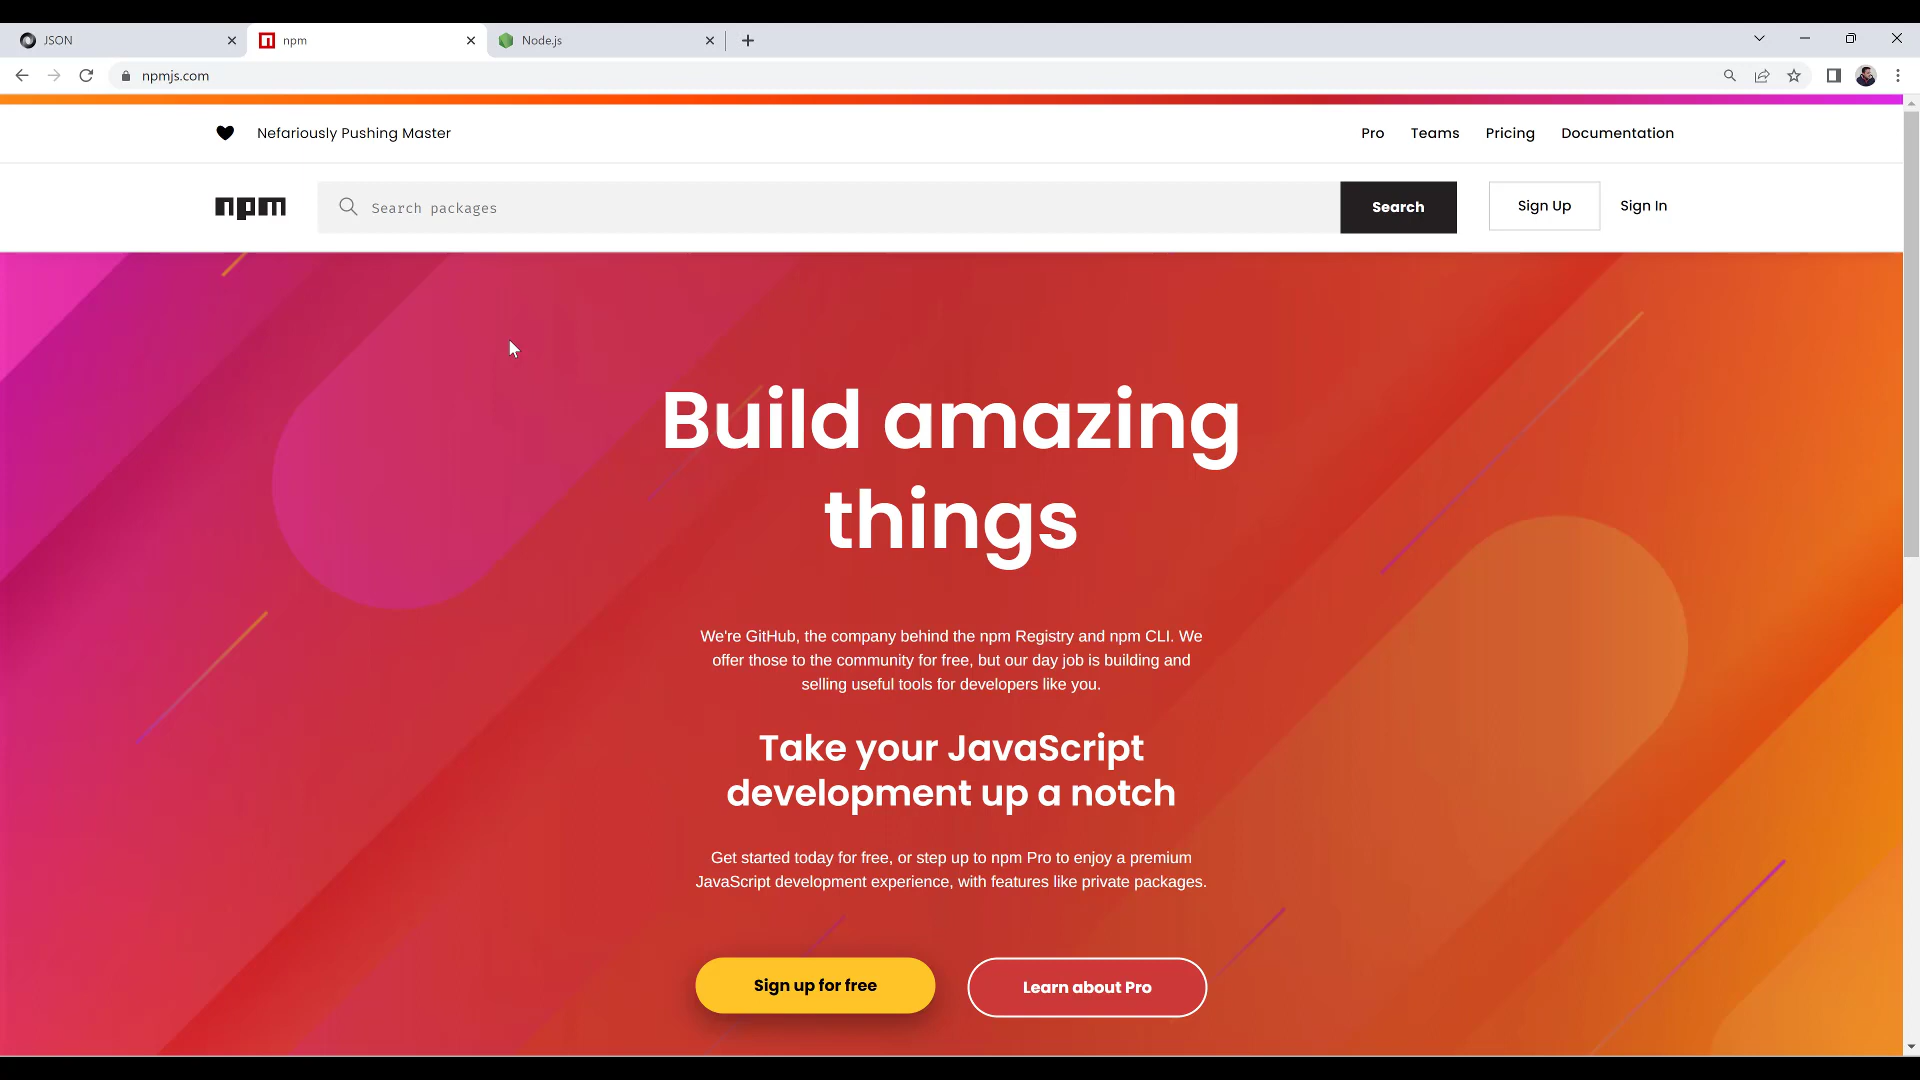 JSON
npm
Node.js
npmjs.com
Nefariously Pushing Master
Pro Teams Pricing Documentation
npm
Search packages
Search
Sign Up
Sign In
Build amazing
things
We're GitHub, the company behind the npm Registry and npm CLI. We
offer those to the community for free, but our day job is building and
selling useful tools for developers like you.
Take your JavaScript
development up a notch
Get started today for free, or step up to npm Pro to enjoy a premium
JavaScript development experience, with features like private packages.
Sign up for free
Learn about Pro